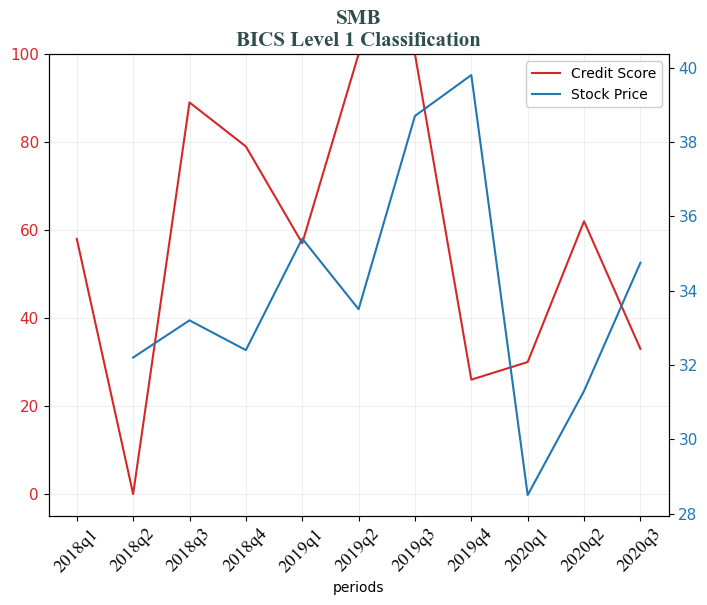 SMB
BICS Level 1 Classification
Credit Score
Stock Price
100
80
60
40
20
0
40
38
36
34
32
30
28
2018q1
2018q2
2018q3
2018q4
2019q1
2019q2
2019q3
2019q4
2020q1
2020q2
2020q3
periods